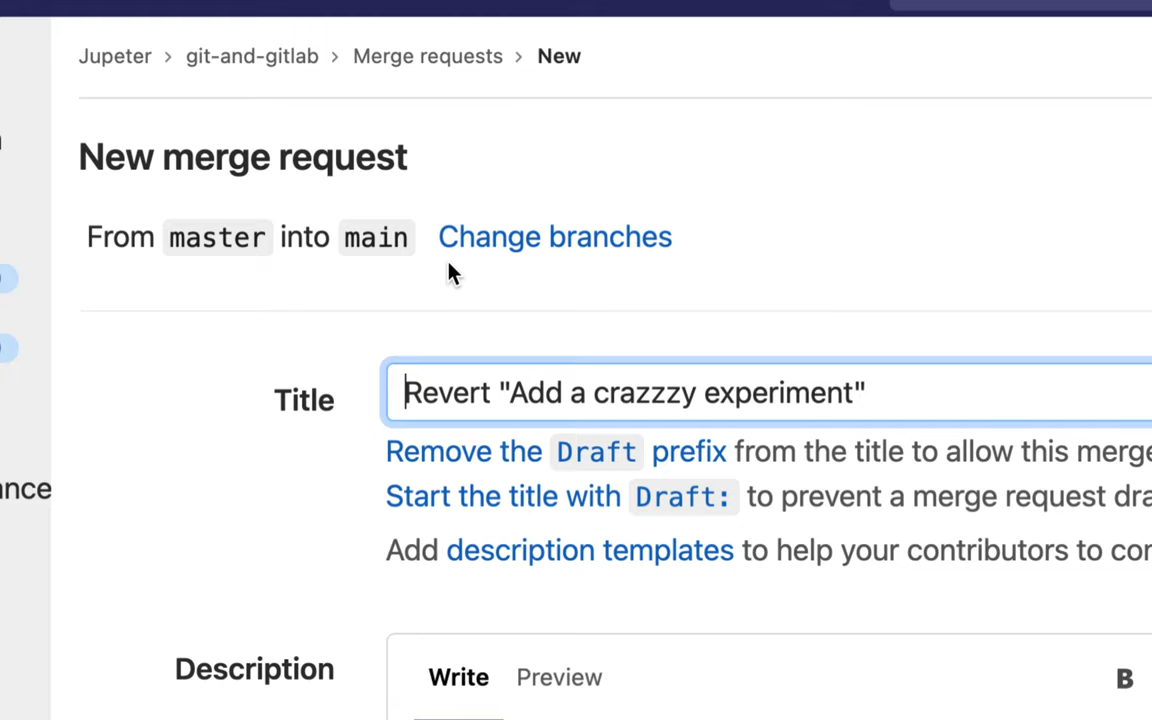 Jupeter > git-and-gitlab > Merge requests > New
New merge request
From master into main Change branches
Title
Revert "Add a crazzzy experiment"
Remove the Draft prefix from the title to allow this merge
Start the title with Draft: to prevent a merge request dra
Add description templates to help your contributors to cor
ance
Description
Write Preview B